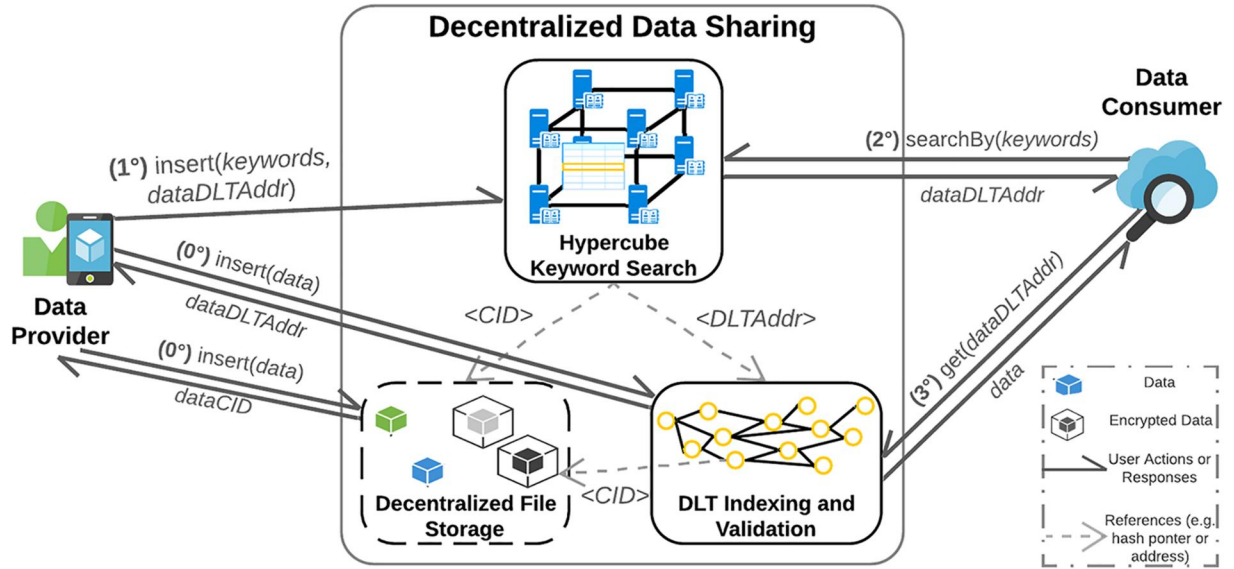 Decentralized Data Sharing
Data
Consumer
(1°) insert(keywords,
dataDLTAddr)
(2°) searchBy(keywords)
dataDLTAddr
Hypercube
Keyword Search
Data
Provider
(0°) insert(data)
dataDLTAddr
(0°) insert(data)
dataCID
<CID>
<DLTAddr>
(3°) get(dataDLTAddr)
data
<CID>
Decentralized File
Storage
DLT Indexing and
Validation
Data
Encrypted Data
User Actions or
Responses
References (e.g.
hash ponter or
address)